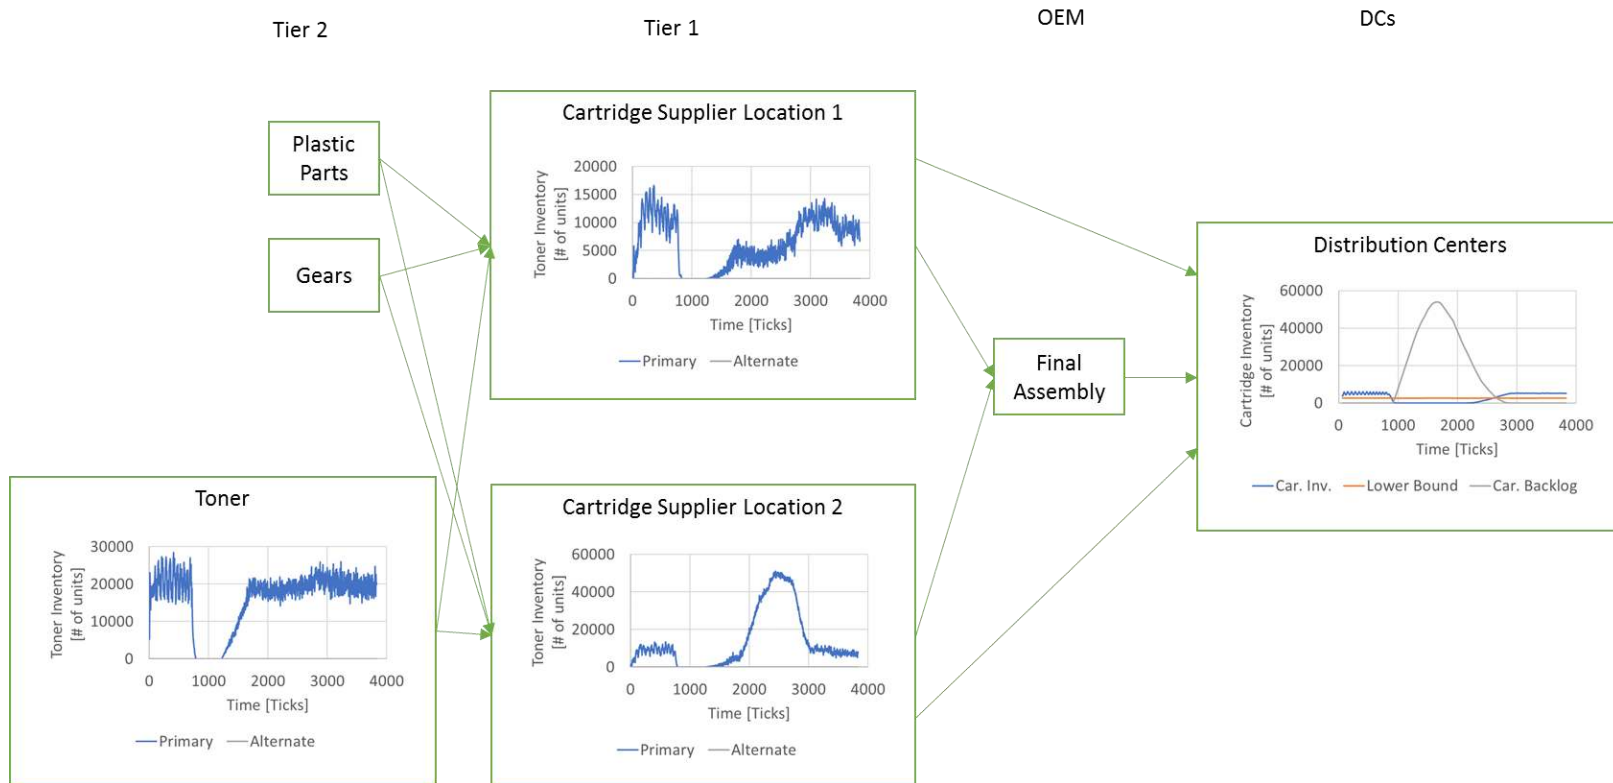 Tier 2
Tier 1
OEM
DCs
Plastic
Parts
Gears
Cartridge Supplier Location 1
Toner Inventory
[# of units]
20000
15000
10000
5000
0
0 1000 2000 3000 4000
Time [Ticks]
Primary Alternate
Final
Assembly
Distribution Centers
Cartridge Inventory
[# of units]
60000
40000
20000
0
0 1000 2000 3000 4000
Time [Ticks]
Car. Inv. Lower Bound Car. Backlog
Toner
Toner Inventory
[# of units]
30000
20000
10000
0
0 1000 2000 3000 4000
Time [Ticks]
Primary Alternate
Cartridge Supplier Location 2
Toner Inventory
[# of units]
60000
40000
20000
0
0 1000 2000 3000 4000
Time [Ticks]
Primary Alternate